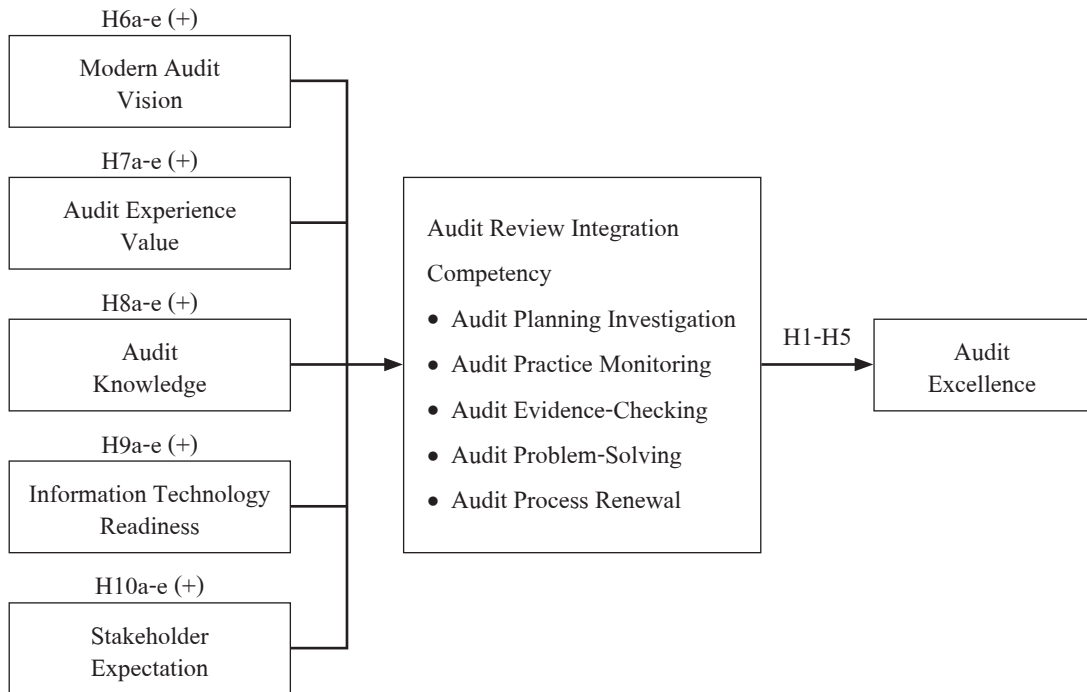 H6a-e (+)
Modern Audit
Vision
H7a-e (+)
Audit Experience
Value
H8a-e (+)
Audit
Knowledge
H9a-e (+)
Information Technology
Readiness
H10a-e (+)
Stakeholder
Expectation
Audit Review Integration
Competency
• Audit Planning Investigation
• Audit Practice Monitoring
• Audit Evidence-Checking
• Audit Problem-Solving
• Audit Process Renewal
H1-H5
Audit
Excellence